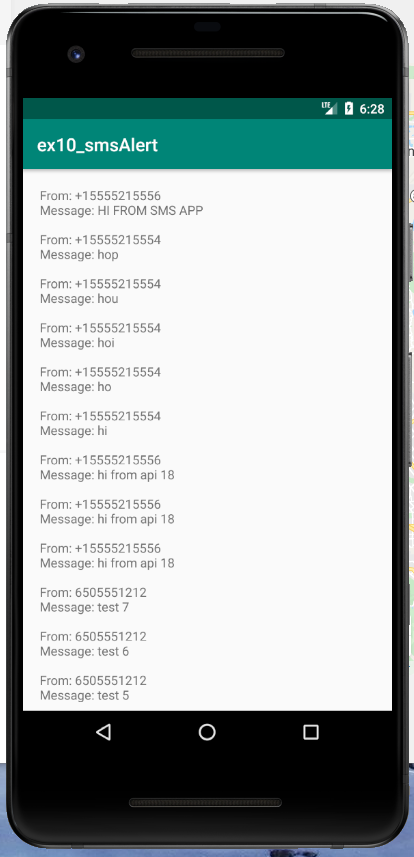 LTE 6:28
ex10_smsAlert
From: +15555215556
Message: HI FROM SMS APP
From: +15555215554
Message: hop
From: +15555215554
Message: hou
From: +15555215554
Message: hoi
From: +15555215554
Message: ho
From: +15555215554
Message: hi
From: +15555215556
Message: hi from api 18
From: +15555215556
Message: hi from api 18
From: +15555215556
Message: hi from api 18
From: 6505551212
Message: test 7
From: 6505551212
Message: test 6
From: 6505551212
Message: test 5